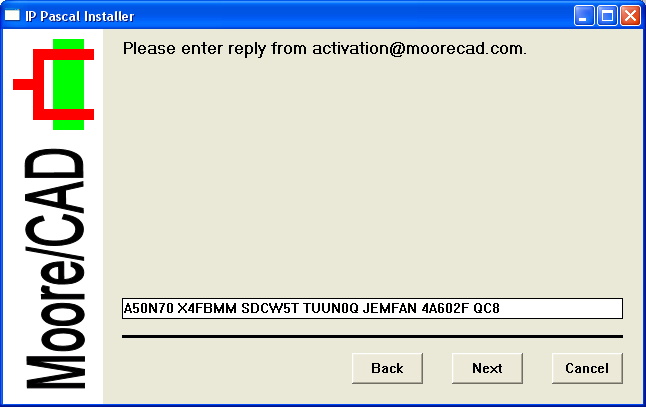 IP Pascal Installer
Please enter reply from activation@moorecad.com.
Moore/CAD
A50N70 X4FBMM SDCW5T TUUN0Q JEMFAN 4A602F QC8
Back
Next
Cancel